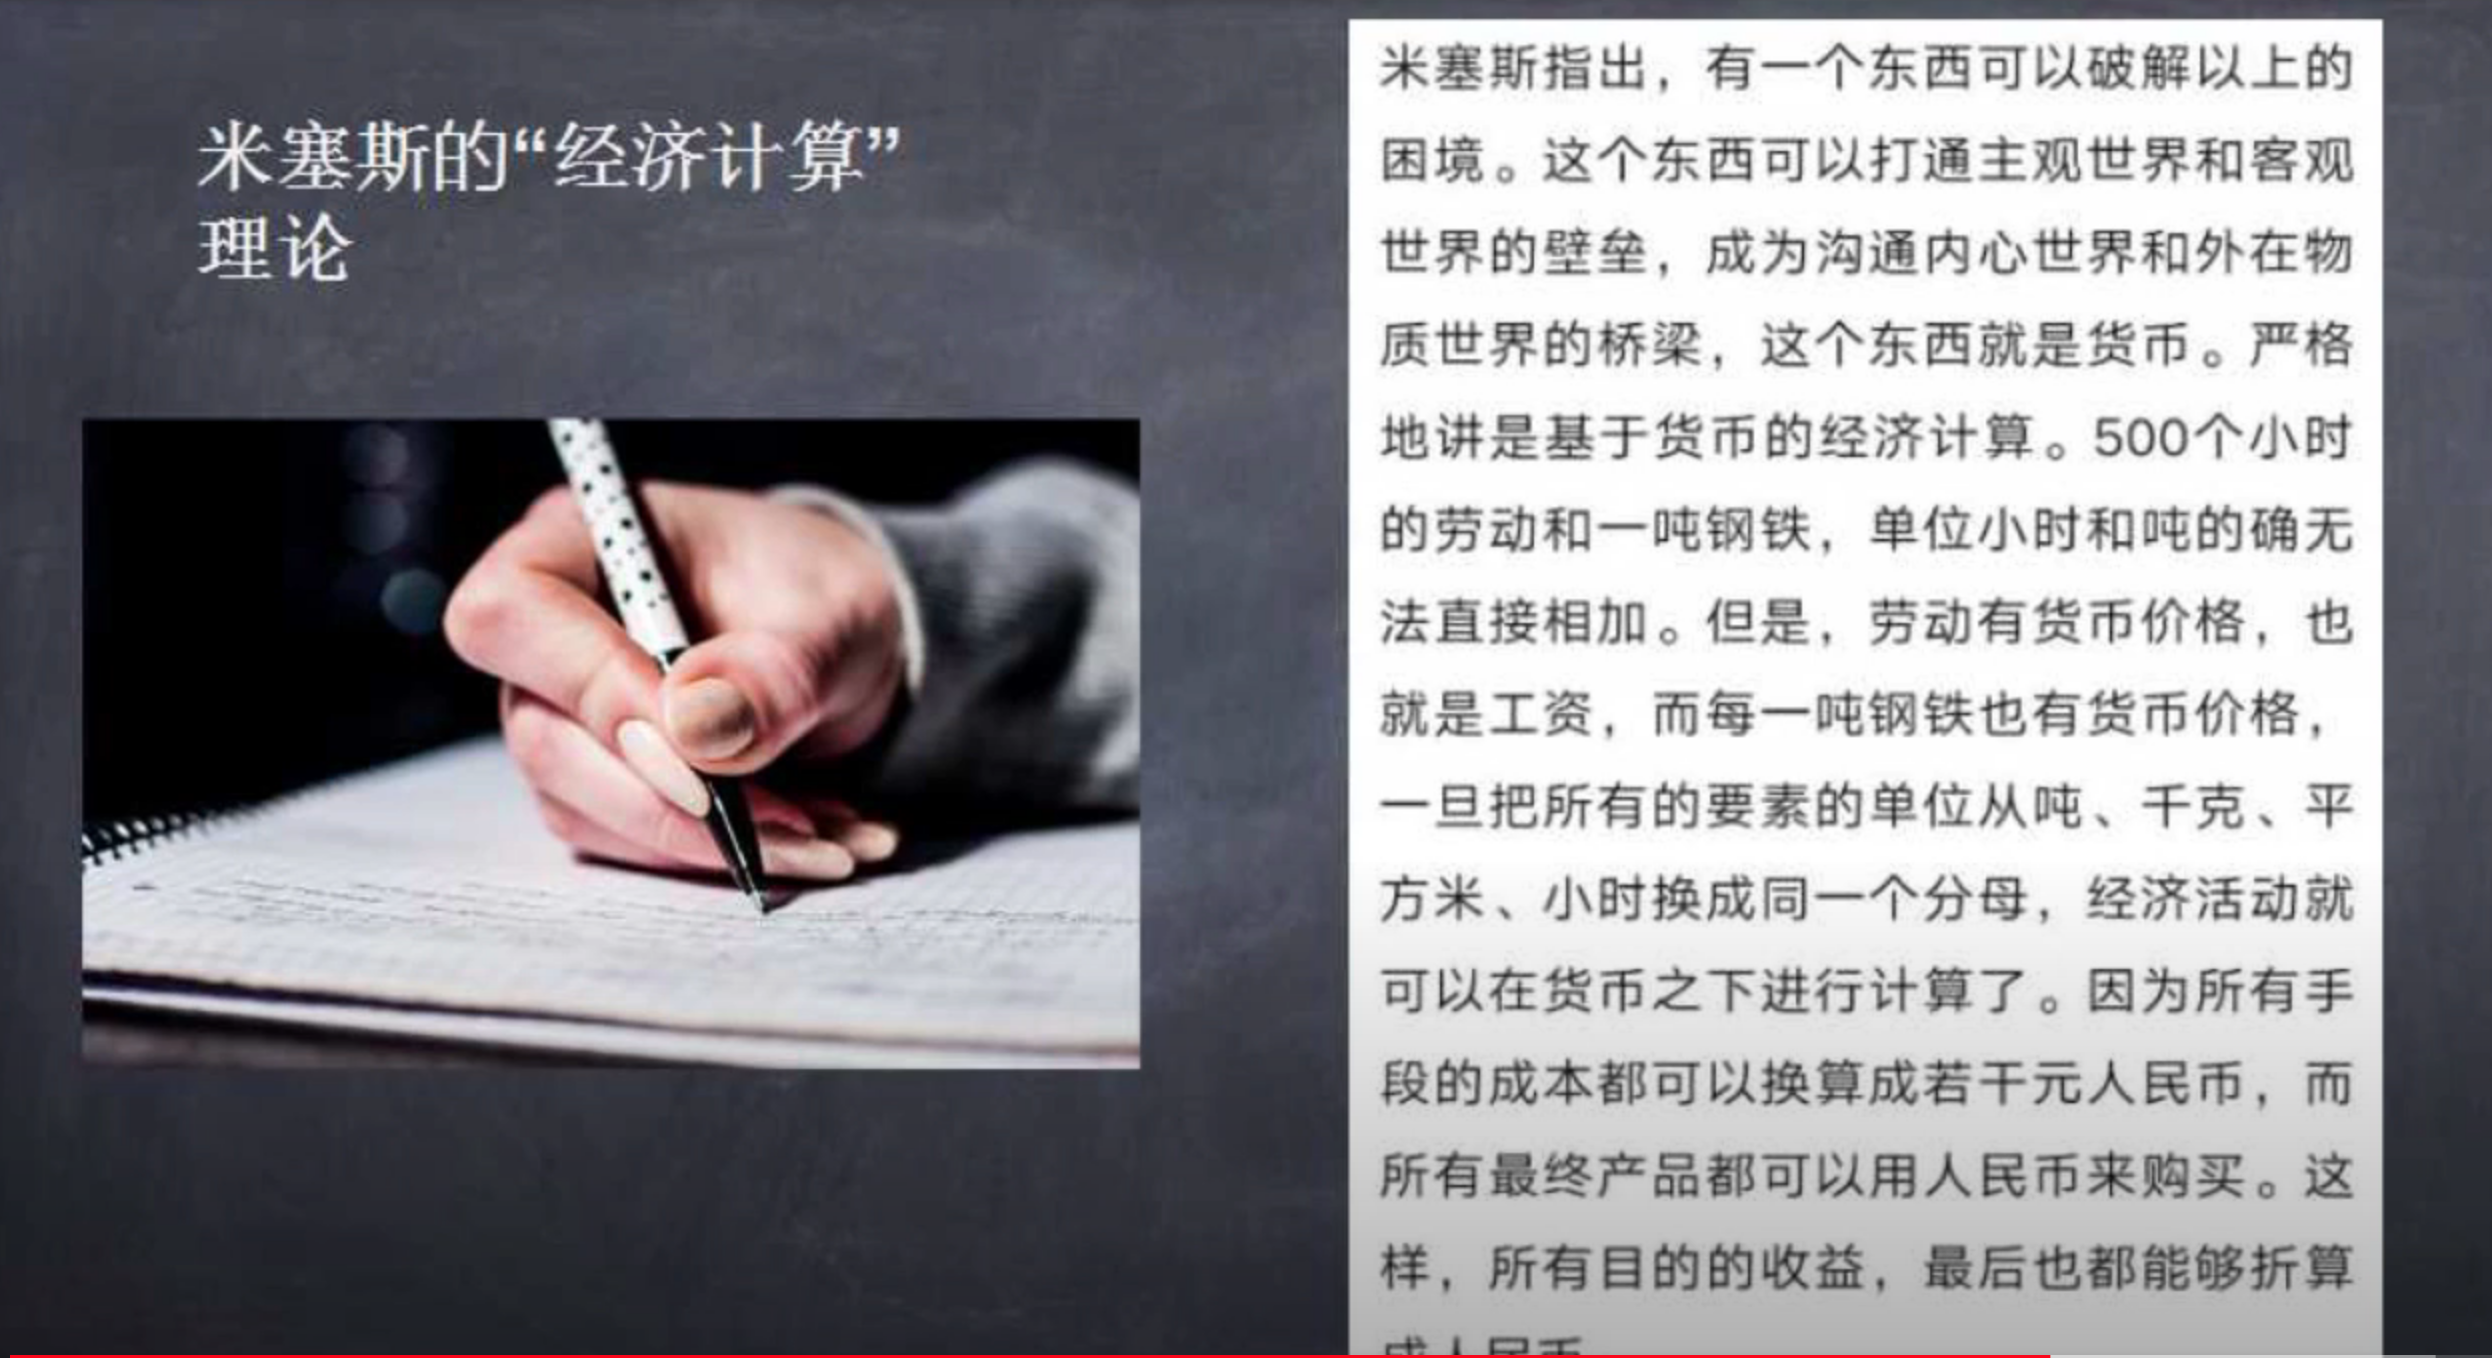 米塞斯的“经济计算”
理论
米塞斯指出，有一个东西可以破解以上的
困境。这个东西可以打通主观世界和客观
世界的壁垒，成为沟通内心世界和外在物
质世界的桥梁，这个东西就是货币。严格
地讲是基于货币的经济计算。500个小时
的劳动和一吨钢铁，单位小时和吨的确无
法直接相加。但是，劳动有货币价格，也
就是工资，而每一吨钢铁也有货币价格，
一旦把所有的要素的单位从吨、千克、平
方米、小时换成同一个分母，经济活动就
可以在货币之下进行计算了。因为所有手
段的成本都可以换算成若干元人民币，而
所有最终产品都可以用人民币来购买。这
样，所有目的的收益，最后也都能够折算
成人民币